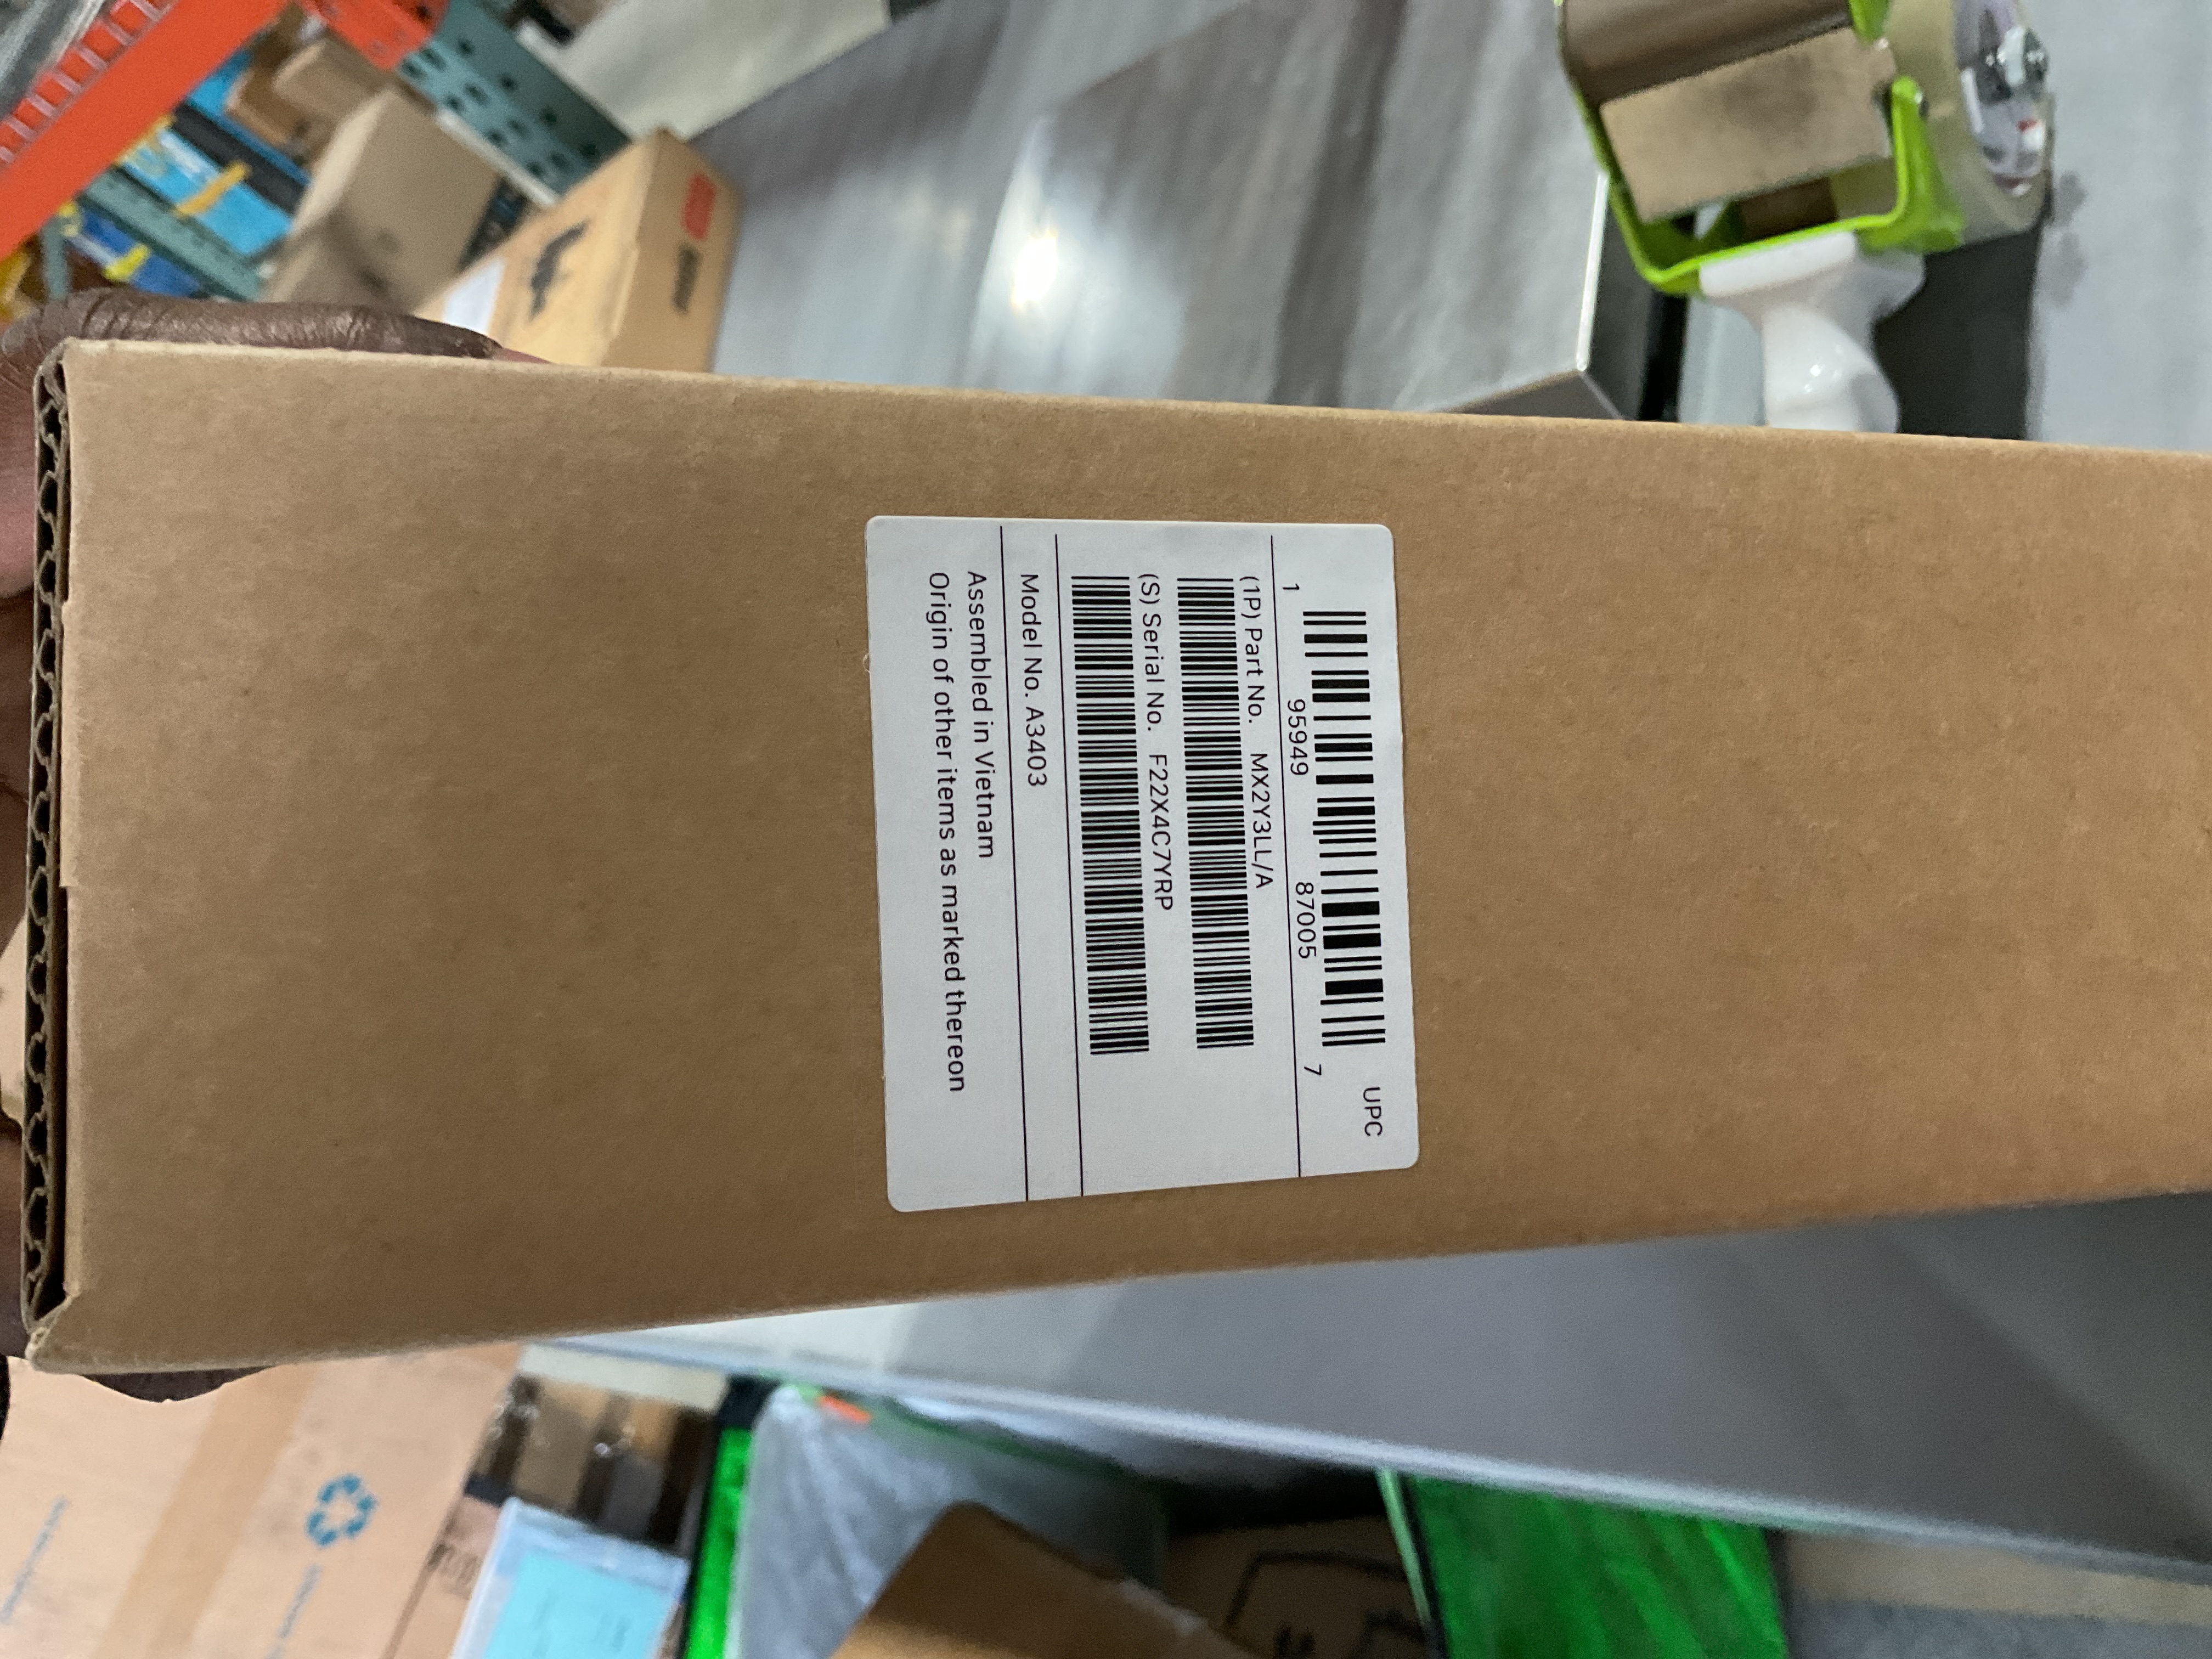 UPC
1 95949 87005 7
(1P) Part No. MX2Y3LL/A
(S) Serial No. F22X4C7YRP
Model No. A3403
Assembled in Vietnam
Origin of other items as marked thereon